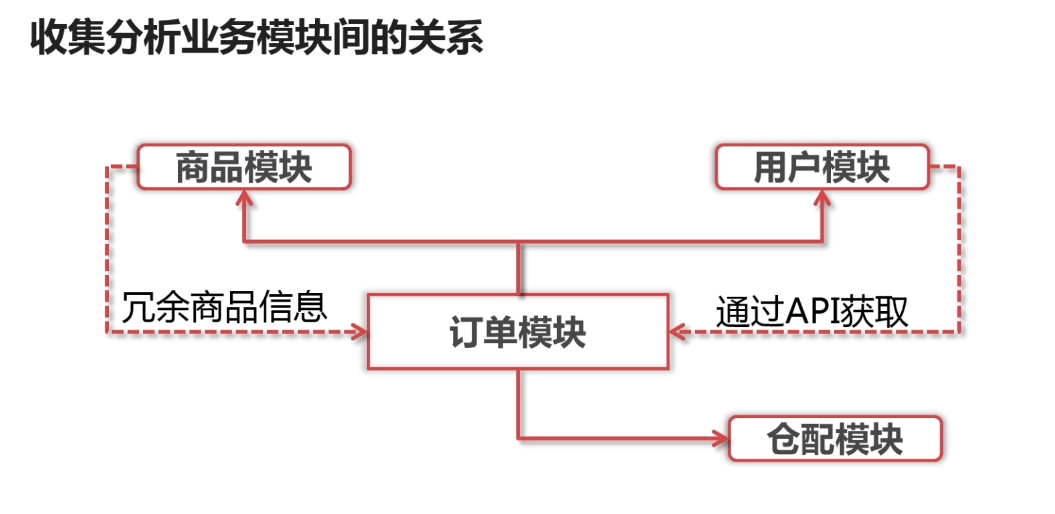 收集分析业务模块间的关系
商品模块
用户模块
冗余商品信息
通过API获取
订单模块
仓配模块